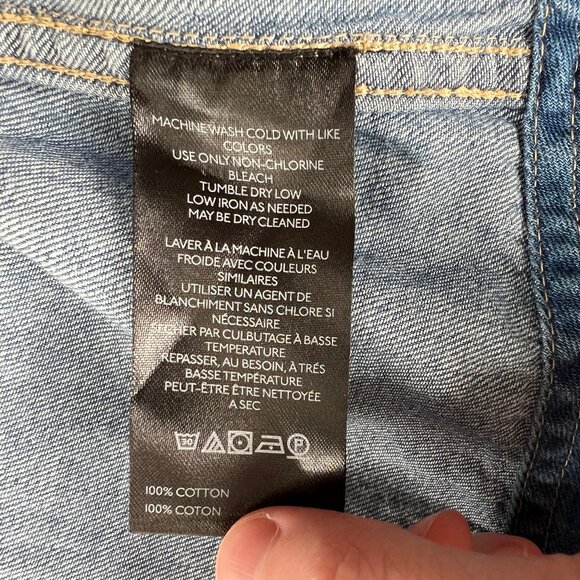 MACHINE WASH COLD WITH LIKE
COLORS
USE ONLY NON-CHLORINE
BLEACH
TUMBLE DRY LOW
LOW IRON AS NEEDED
MAY BE DRY CLEANED
LAVER À LA MACHINE À L'EAU
FROIDE AVEC COULEURS
SIMILAIRES
UTILISER UN AGENT DE
BLANCHIMENT SANS CHLORE SI
NÉCESSAIRE
SÉCHER PAR CULBUTAGE À BASSE
TEMPERATURE
REPASSER, AU BESOIN, À TRÉS
BASSE TEMPÉRATURE
PEUT-ÊTRE ÊTRE NETTOYÉE
A SEC
30 P
100% COTTON
100% COTON